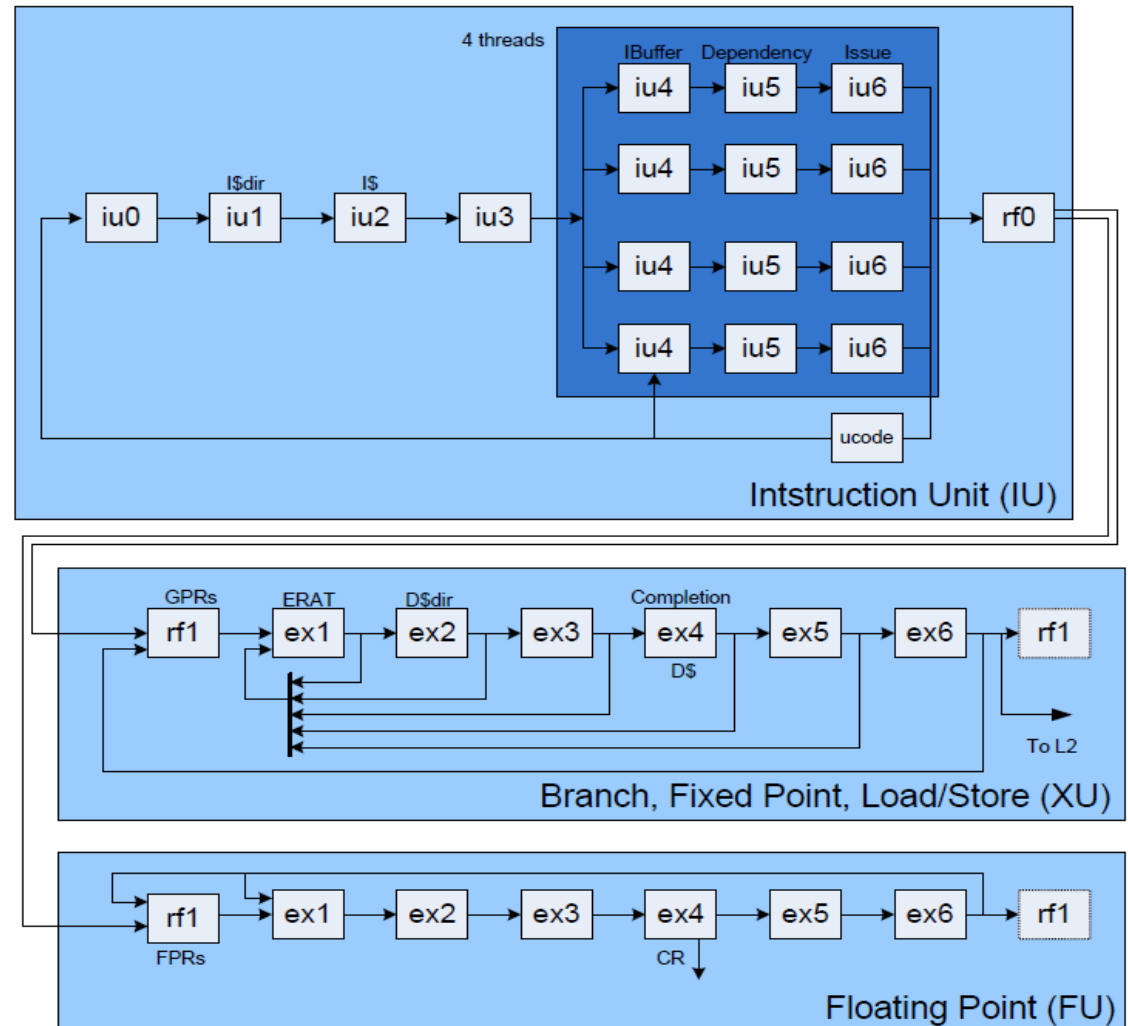 4 threads
IBuffer Dependency Issue
iu4 iu5 iu6
iu4 iu5 iu6
I$dir I$
iu0 iu1 iu2 iu3 rf0
iu4 iu5 iu6
iu4 iu5 iu6
ucode
Intstruction Unit (IU)
GPRs ERAT D$dir Completion
rf1 ex1 ex2 ex3 ex4 ex5 ex6 rf1
D$
To L2
Branch, Fixed Point, Load/Store (XU)
rf1 ex1 ex2 ex3 ex4 ex5 ex6 rf1
FPRs CR
Floating Point (FU)